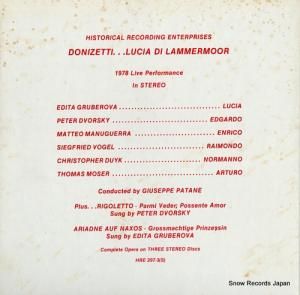 HISTORICAL RECORDING ENTERPRISES
DONIZETTI. . .LUCIA DI LAMMERMOOR
1978 Live Performance
In STEREO
EDITA GRUBEROVA .......................... LUCIA
PETER DVORSKY .......................... EDGARDO
MATTEO MANUGUERRA .................... ENRICO
SIEGFRIED VOGEL ...................... RAIMONDO
CHRISTOPHER DUYK .................... NORMANNO
THOMAS MOSER .......................... ARTURO
Conducted by GIUSEPPE PATANE
Plus. . .RIGOLETTO - Parmi Veder; Possente Amor
Sung by PETER DVORSKY
ARIADNE AUF NAXOS - Grossmachtige Prinzessin
Sung by EDITA GRUBEROVA
Complete Opera on THREE STEREO Discs
HRE 297-3(S)
Snow Records Japan